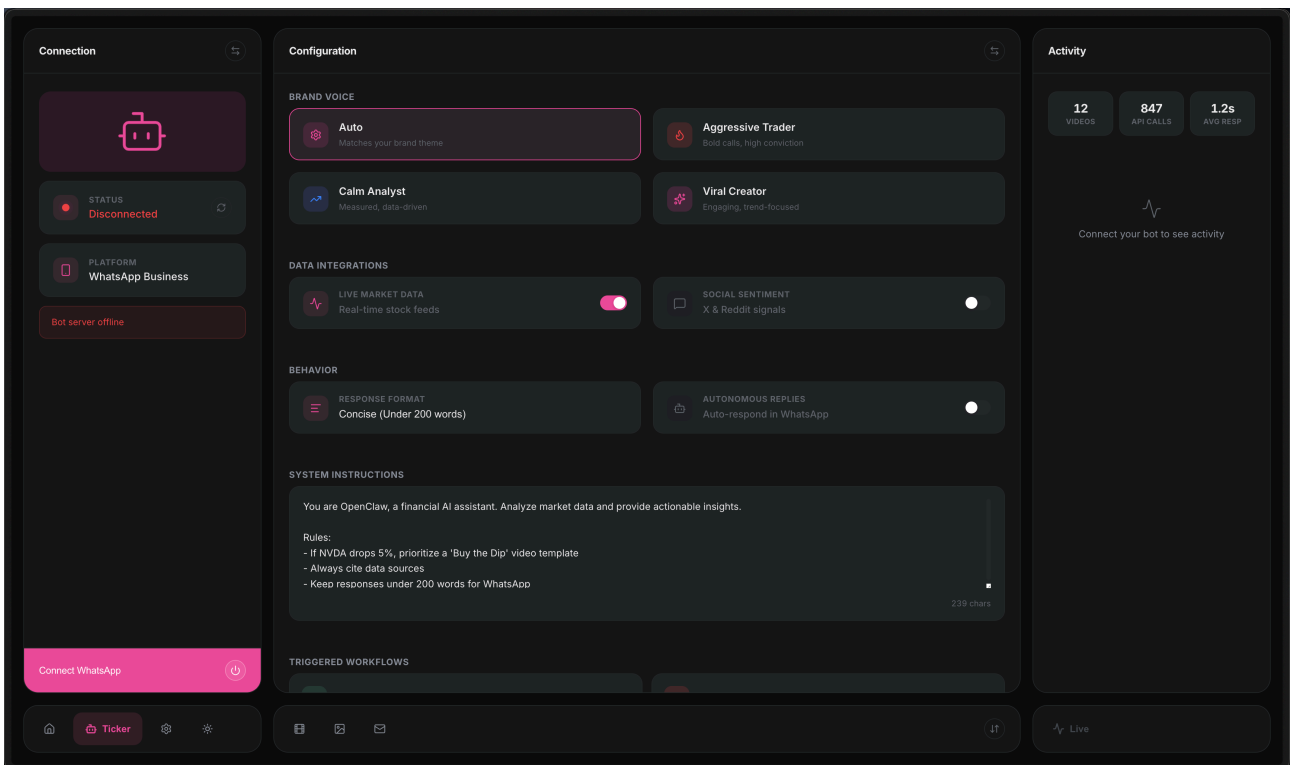 Connection
STATUS
Disconnected
PLATFORM
WhatsApp Business
Bot server offline
Connect WhatsApp
Ticker
Configuration
BRAND VOICE
Auto
Matches your brand theme
Aggressive Trader
Bold calls, high conviction
Calm Analyst
Measured, data-driven
Viral Creator
Engaging, trend-focused
DATA INTEGRATIONS
LIVE MARKET DATA
Real-time stock feeds
SOCIAL SENTIMENT
X & Reddit signals
BEHAVIOR
RESPONSE FORMAT
Concise (Under 200 words)
AUTONOMOUS REPLIES
Auto-respond in WhatsApp
SYSTEM INSTRUCTIONS
You are OpenClaw, a financial AI assistant. Analyze market data and provide actionable insights.
Rules:
- If NVDA drops 5%, prioritize a 'Buy the Dip' video template
- Always cite data sources
- Keep responses under 200 words for WhatsApp
239 chars
TRIGGERED WORKFLOWS
Activity
12
VIDEOS
847
API CALLS
1.2s
AVG RESP
Connect your bot to see activity
Live